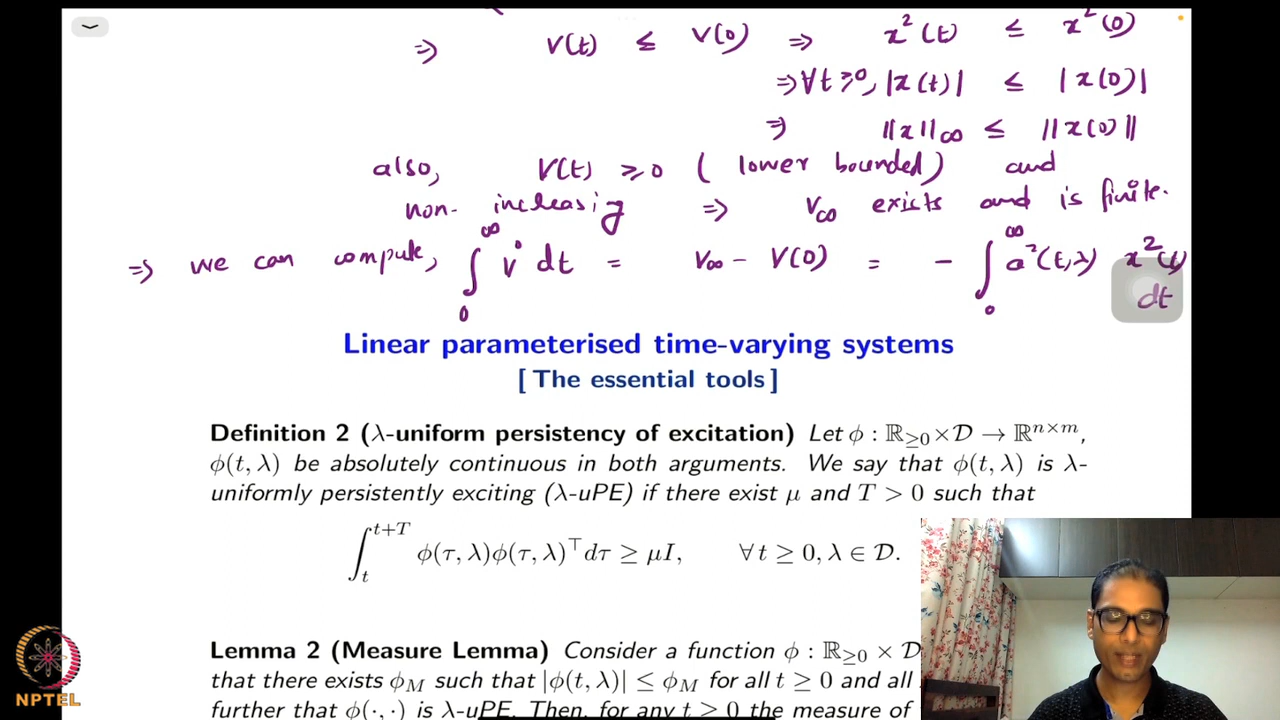 ⇒ V(t) ≤ V(0) ⇒ x²(t) ≤ x²(0)
⇒ ∀t ≥ 0, |x(t)| ≤ |x(0)|
⇒ ||x||∞ ≤ ||x(0)||
also, V(t) ≥ 0 (lower bounded) and
non-increasing ⇒ V∞ exists and is finite.
⇒ we can compute, ∫₀^∞ V̇ dt = V∞ - V(0) = - ∫₀^∞ a²(t,λ) x²(t) dt
Linear parameterised time-varying systems
[ The essential tools ]
Definition 2 (λ-uniform persistency of excitation) Let ϕ : ℝ≥0 × 𝒟 → ℝⁿˣᵐ,
ϕ(t, λ) be absolutely continuous in both arguments. We say that ϕ(t, λ) is λ-
uniformly persistently exciting (λ-uPE) if there exist μ and T > 0 such that
∫ₜ^{t+T} ϕ(τ, λ)ϕ(τ, λ)^⊤ dτ ≥ μI, ∀ t ≥ 0, λ ∈ 𝒟.
Lemma 2 (Measure Lemma) Consider a function ϕ : ℝ≥0 × 𝒟
that there exists ϕ_M such that |ϕ(t, λ)| ≤ ϕ_M for all t ≥ 0 and all
further that ϕ(·, ·) is λ-uPE. Then, for any t ≥ 0 the measure of
NPTEL